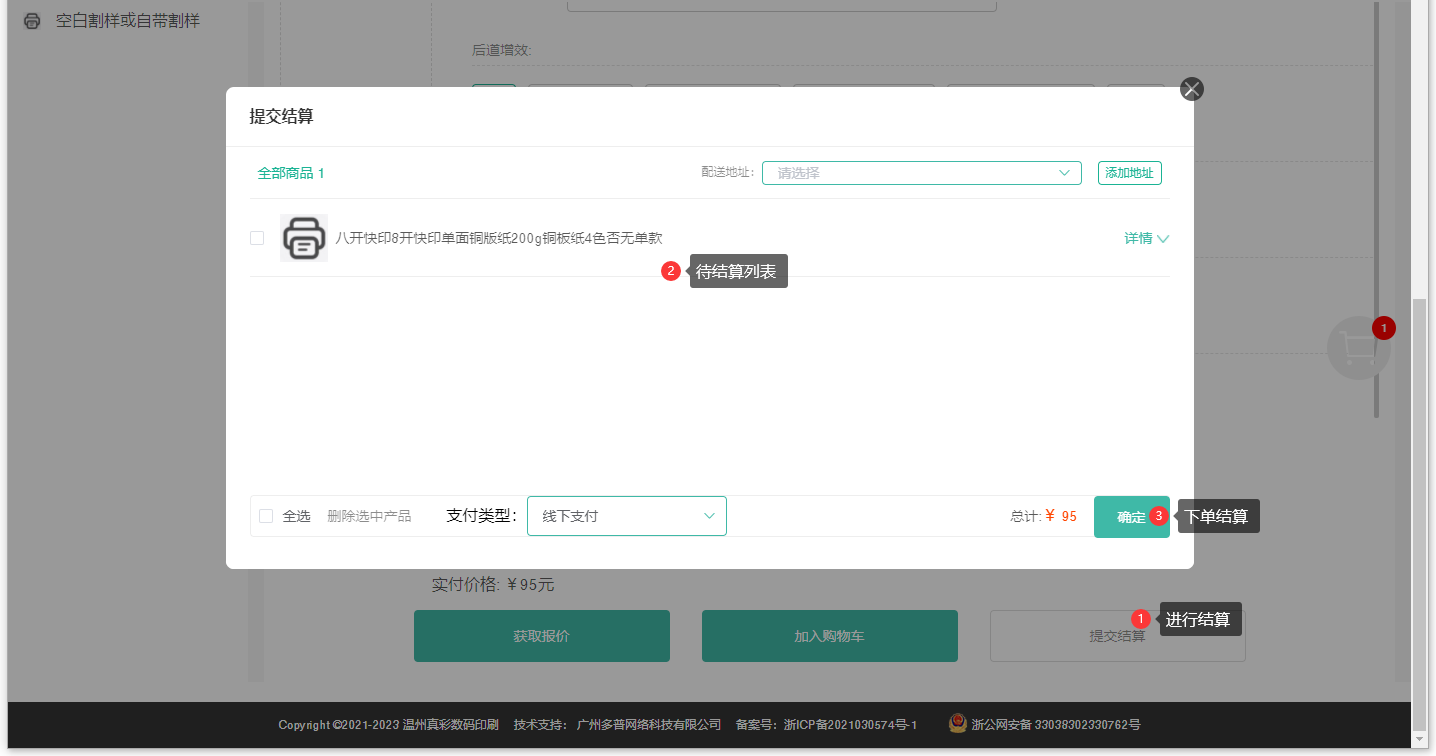 空白割样或自带割样
后道增效:
提交结算
全部商品 1
配送地址: 请选择 添加地址
八开快印8开快印单面铜版纸200g铜板纸4色否无单款 详情
2 待结算列表
1
全选 删除选中产品 支付类型: 线下支付 总计:¥ 95 确定 3 下单结算
实付价格: ¥95元
获取报价 加入购物车 提交结算 1 进行结算
Copyright ©2021-2023 温州真彩数码印刷 技术支持: 广州多普网络科技有限公司 备案号: 浙ICP备2021030574号-1 浙公网安备 33038302330762号